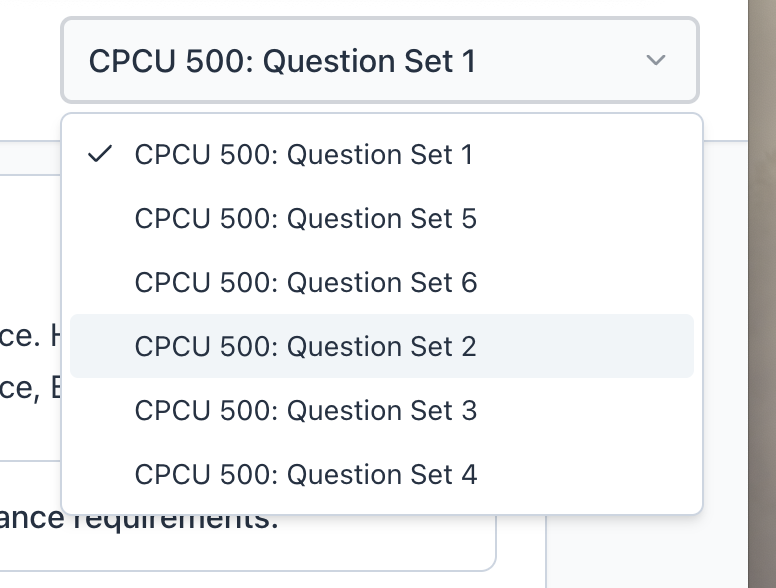 CPCU 500: Question Set 1
CPCU 500: Question Set 1
CPCU 500: Question Set 5
CPCU 500: Question Set 6
ce. H
CPCU 500: Question Set 2
ce, E
CPCU 500: Question Set 3
CPCU 500: Question Set 4
ance requirements.